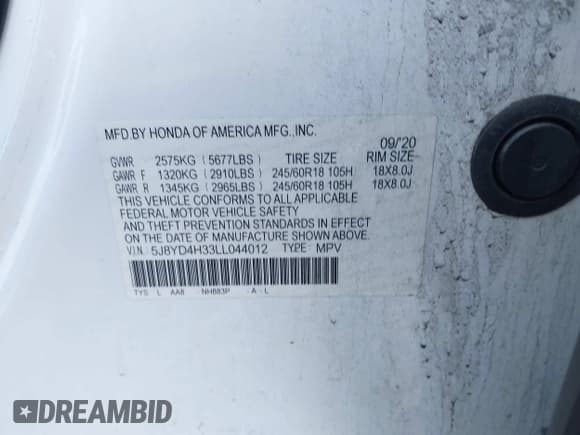 MFD.BY HONDA OF AMERICA MFG.,INC. 09/'20
GVWR 2575KG (5677LBS) TIRE SIZE RIM SIZE
GAWR F 1320KG (2910LBS) 245/60R18 105H 18X8.0J
GAWR R 1345KG (2965LBS) 245/60R18 105H 18X8.0J
THIS VEHICLE CONFORMS TO ALL APPLICABLE
FEDERAL MOTOR VEHICLE SAFETY
AND THEFT PREVENTION STANDARDS IN EFFECT
ON THE DATE OF MANUFACTURE SHOWN ABOVE.
V.I.N: 5J8YD4H33LL044012 TYPE: MPV
TYS L AA8 NH883P - A - L
DREAMBID